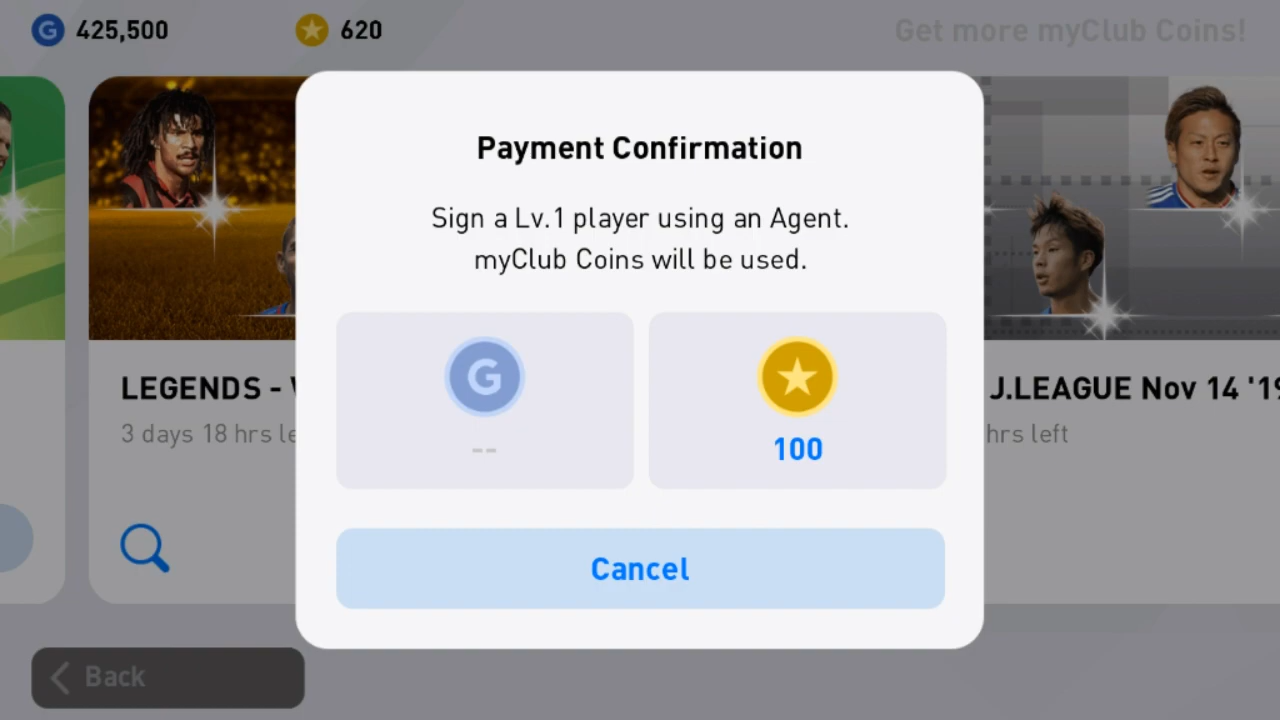 G 425,500
620
Get more myClub Coins!
Payment Confirmation
Sign a Lv.1 player using an Agent.
myClub Coins will be used.
G
--
100
LEGENDS -
3 days 18 hrs le
J.LEAGUE Nov 14 '19
hrs left
Cancel
Back